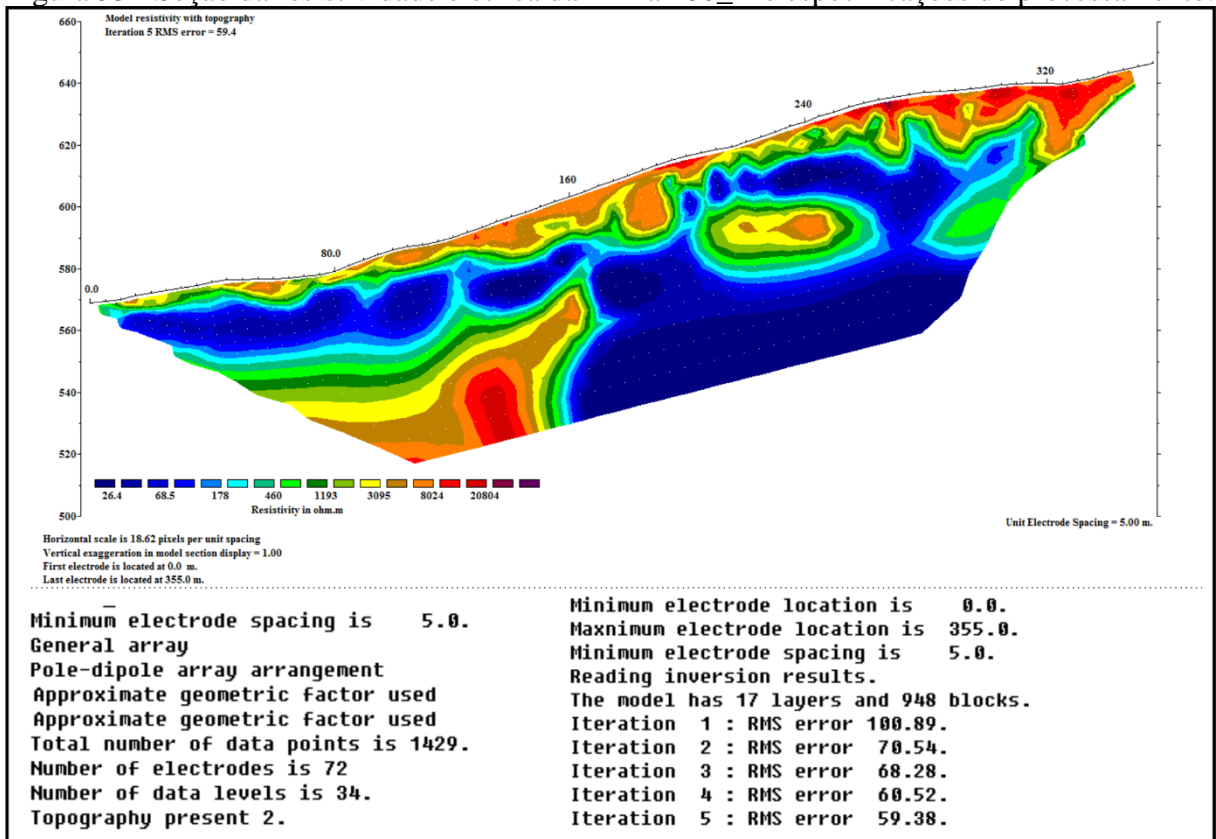 Model resistivity with topography
Iteration 5 RMS error = 59.4
660
640
620
600
580
560
540
520
500
0.0
80.0
160
240
320
26.4 68.5 178 460 1193 3095 8024 20804
Resistivity in ohm.m
Unit Electrode Spacing = 5.00 m.
Horizontal scale is 18.62 pixels per unit spacing
Vertical exaggeration in model section display = 1.00
First electrode is located at 0.0 m.
Last electrode is located at 355.0 m.
Minimum electrode spacing is 5.0.
General array
Pole-dipole array arrangement
Approximate geometric factor used
Approximate geometric factor used
Total number of data points is 1429.
Number of electrodes is 72
Number of data levels is 34.
Topography present 2.
Minimum electrode location is 0.0.
Maxnimum electrode location is 355.0.
Minimum electrode spacing is 5.0.
Reading inversion results.
The model has 17 layers and 948 blocks.
Iteration 1 : RMS error 100.89.
Iteration 2 : RMS error 70.54.
Iteration 3 : RMS error 68.28.
Iteration 4 : RMS error 60.52.
Iteration 5 : RMS error 59.38.